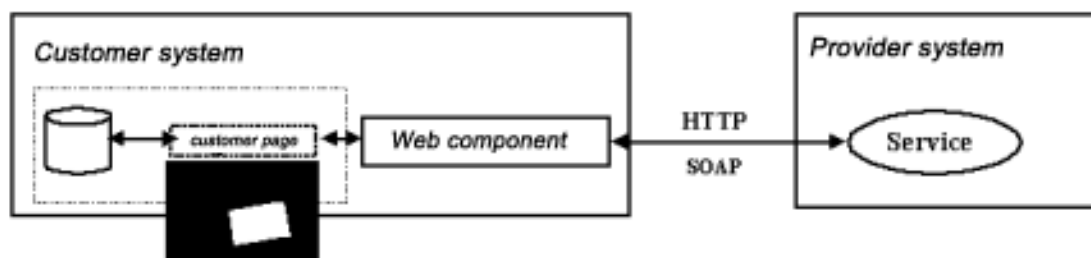 Customer system
Provider system
customer page
Web component
HTTP
SOAP
Service